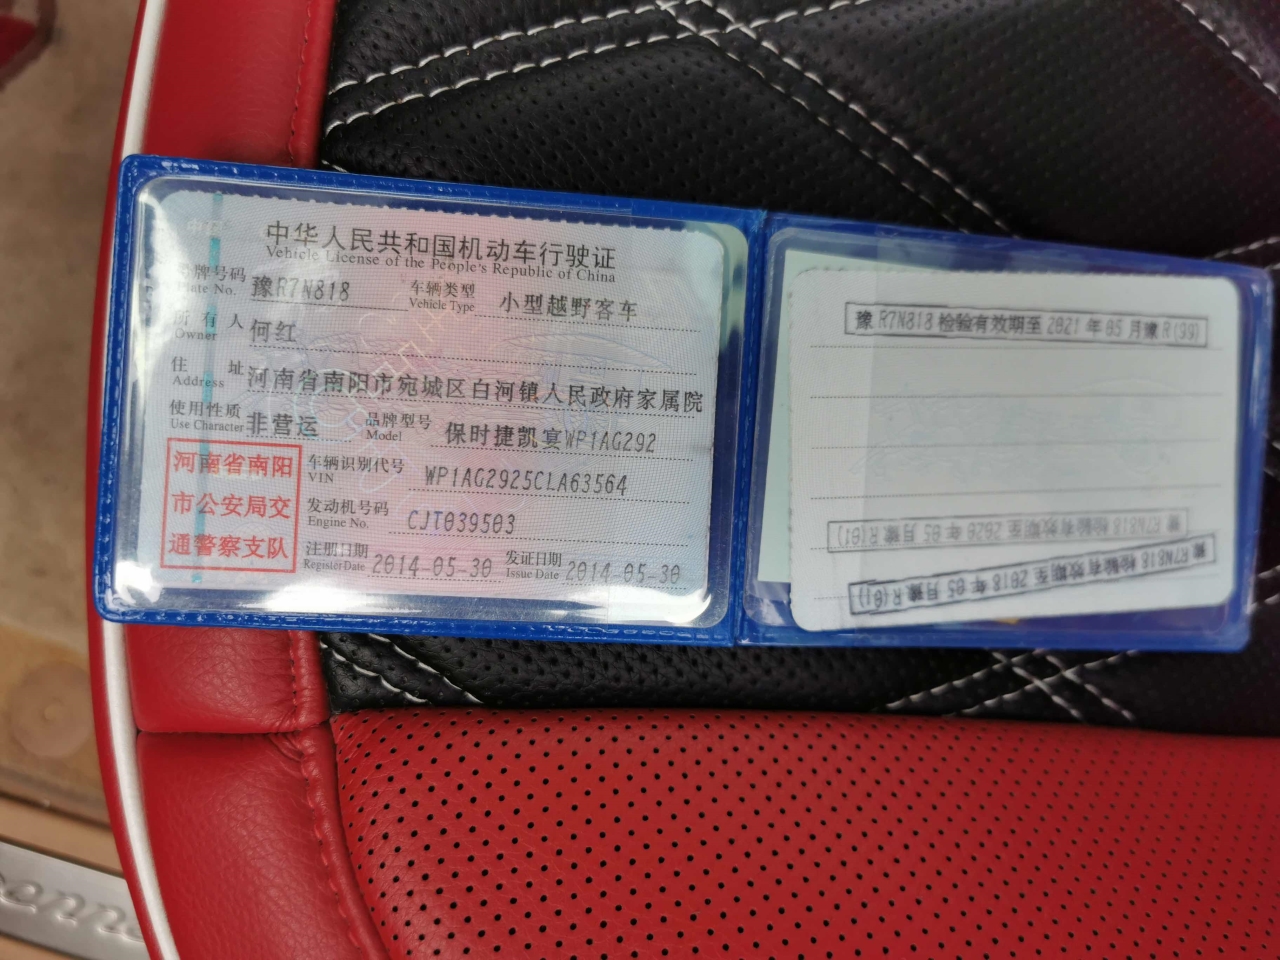 中华人民共和国机动车行驶证
Vehicle License of the People's Republic of China
号牌号码 豫R7N818 车辆类型 小型越野客车
Plate No. Vehicle Type
所有人 何红
Owner
住址 河南省南阳市宛城区白河镇人民政府家属院
Address
使用性质 非营运 品牌型号 保时捷凯宴WP1AG292
Use Character Model
河南省南阳
市公安局交
通警察支队
车辆识别代号 WP1AG2925CLA63564
VIN
发动机号码 CJT039503
Engine No.
注册日期 2014-05-30 发证日期 2014-05-30
Register Date Issue Date
豫R7N818检验有效期至2021年05月豫R(99)
豫R7N818检验有效期至2020年05月豫R(01)
豫R7N818检验有效期至2018年05月豫R(01)